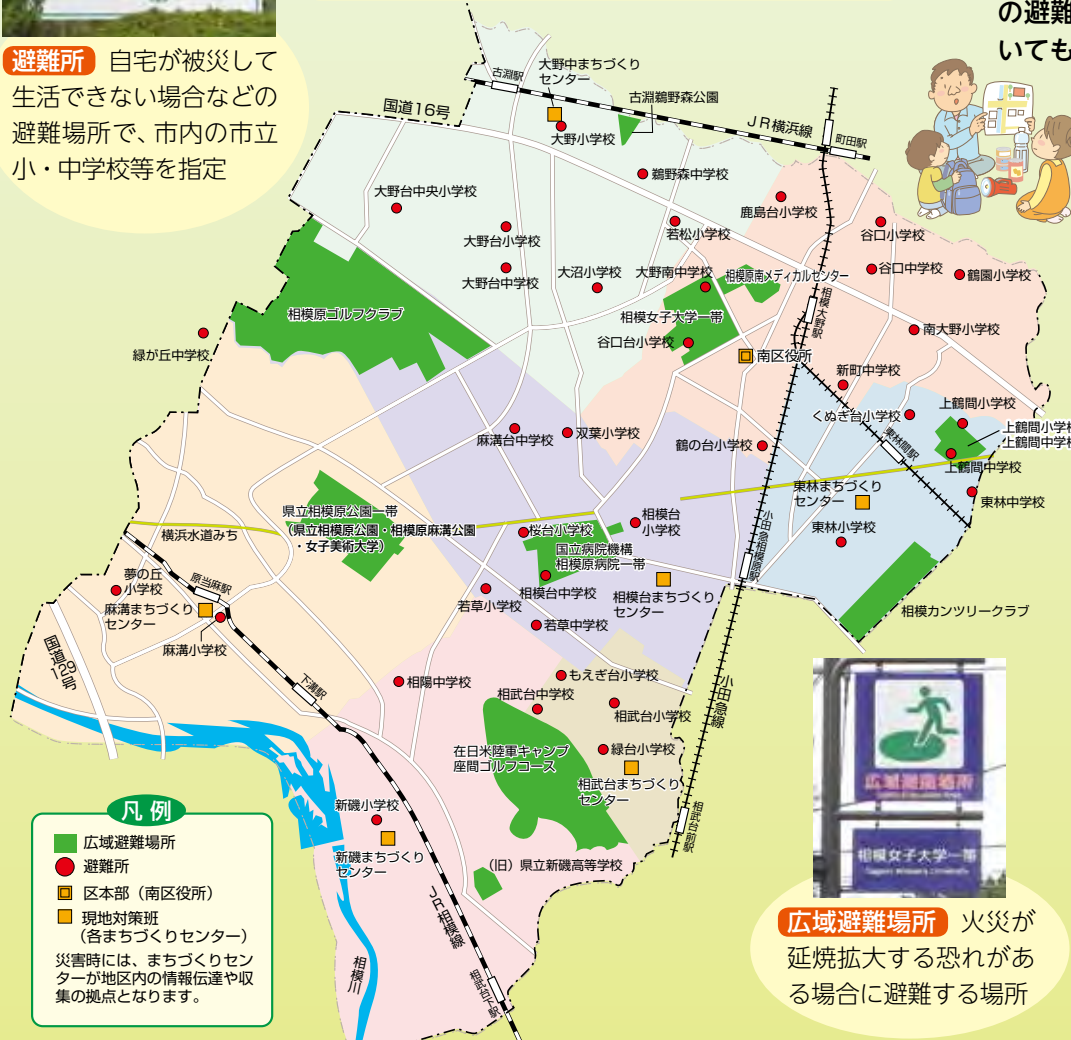 の避難
いても
避難所 自宅が被災して
生活できない場合などの
避難場所で、市内の市立
小・中学校等を指定
古淵駅
大野中まちづくり
センター
古淵鵜野森公園
国道16号
大野小学校
JR横浜線
町田駅
鵜野森中学校
大野台中央小学校
鹿島台小学校
大野台小学校
若松小学校
谷口小学校
大野台中学校
大沼小学校
大野南中学校
相模原南メディカルセンター
谷口中学校
鶴園小学校
相模原ゴルフクラブ
相模女子大学一帯
相模大野駅
南大野小学校
緑が丘中学校
谷口台小学校
南区役所
新町中学校
くぬぎ台小学校
上鶴間小学校
麻溝台中学校
双葉小学校
鶴の台小学校
東林間駅
上鶴間小学校
上鶴間中学校
上鶴間中学校
東林まちづくり
センター
東林中学校
県立相模原公園一帯
(県立相模原公園・相模原麻溝公園
・女子美術大学)
横浜水道みち
桜台小学校
相模台
小学校
東林小学校
国立病院機構
相模原病院一帯
小田急相模原駅
夢の丘
小学校
原当麻駅
相模台中学校
相模台まちづくり
センター
若草小学校
相模カンツリークラブ
麻溝まちづくり
センター
麻溝小学校
若草中学校
国道129号
下溝駅
相陽中学校
もえぎ台小学校
小田急線
相武台中学校
相武台小学校
在日米陸軍キャンプ
座間ゴルフコース
緑台小学校
相武台まちづくり
センター
相武台前駅
新磯小学校
新磯まちづくり
センター
(旧)県立新磯高等学校
JR相模線
相模川
相武台下駅
凡例
広域避難場所
避難所
区本部(南区役所)
現地対策班
(各まちづくりセンター)
災害時には、まちづくりセン
ターが地区内の情報伝達や収
集の拠点となります。
広域避難場所
相模女子大学一帯
広域避難場所 火災が
延焼拡大する恐れがあ
る場合に避難する場所